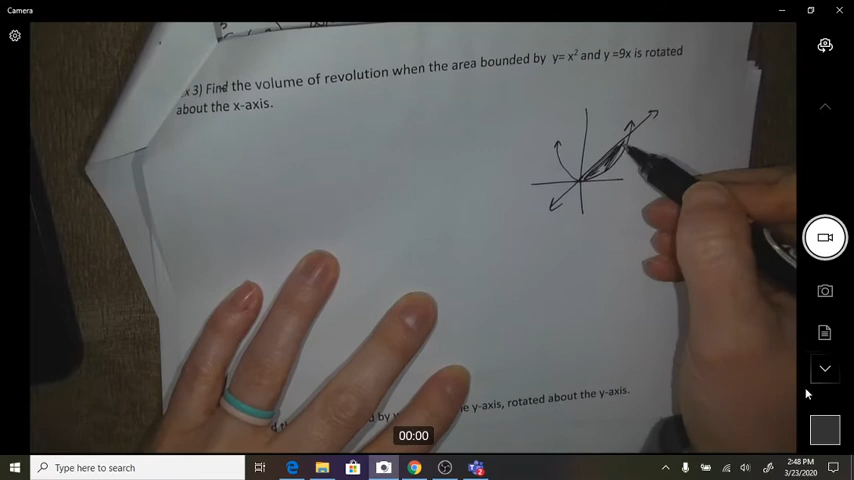 Camera
x 3) Find the volume of revolution when the area bounded by y= x² and y =9x is rotated
about the x-axis.
by
e y-axis, rotated about the y-axis.
00:00
Type here to search
2:48 PM
3/23/2020